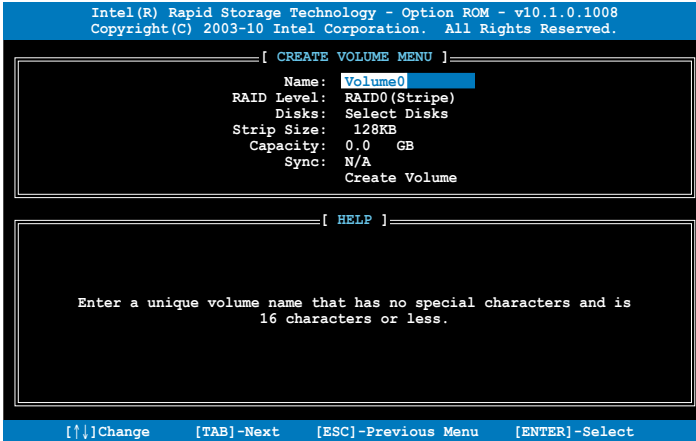 Intel(R) Rapid Storage Technology - Option ROM - v10.1.0.1008
Copyright(C) 2003-10 Intel Corporation. All Rights Reserved.
[ CREATE VOLUME MENU ]
Name: Volume0
RAID Level: RAID0(Stripe)
Disks: Select Disks
Strip Size: 128KB
Capacity: 0.0 GB
Sync: N/A
Create Volume
[ HELP ]
Enter a unique volume name that has no special characters and is
16 characters or less.
[↑↓]Change [TAB]-Next [ESC]-Previous Menu [ENTER]-Select